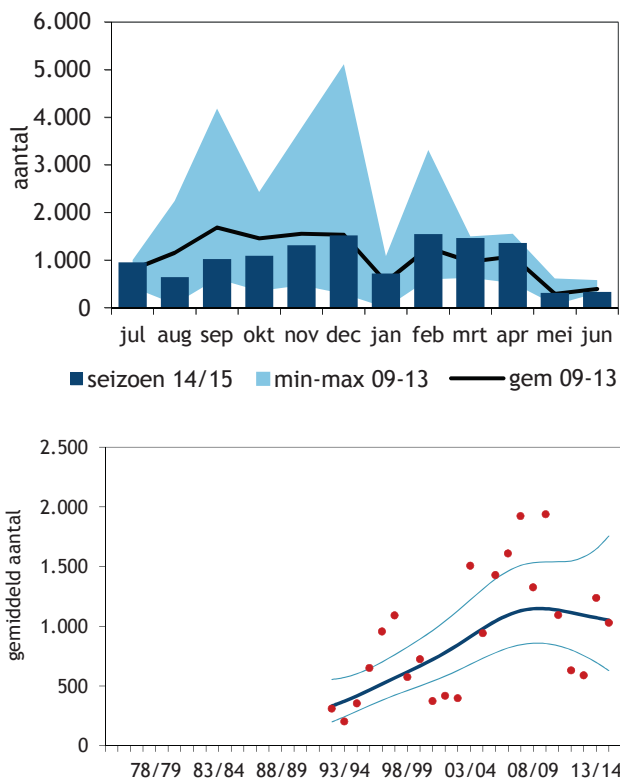 6.000
5.000
4.000
3.000
2.000
1.000
0
aantal
jul aug sep okt nov dec jan feb mrt apr mei jun
seizoen 14/15 min-max 09-13 gem 09-13
2.500
2.000
1.500
1.000
500
0
gemiddeld aantal
78/79 83/84 88/89 93/94 98/99 03/04 08/09 13/14